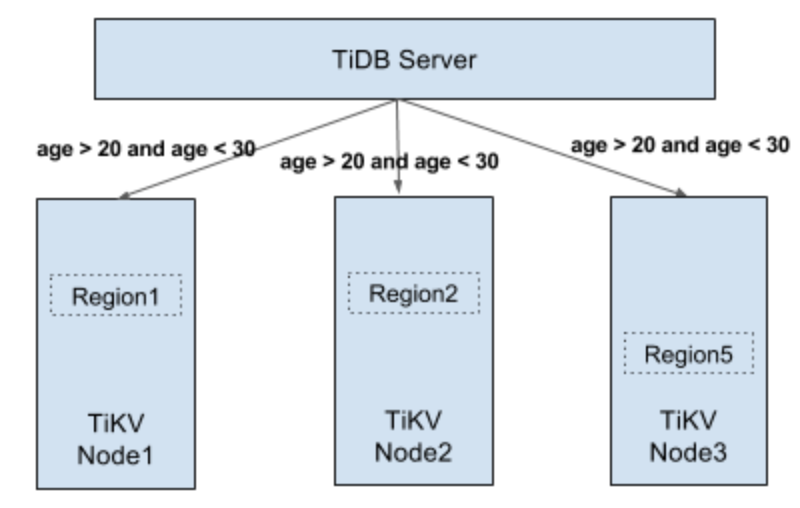 TiDB Server
age > 20 and age < 30
age > 20 and age < 30
age > 20 and age < 30
Region1
Region2
Region5
TiKV
Node1
TiKV
Node2
TiKV
Node3